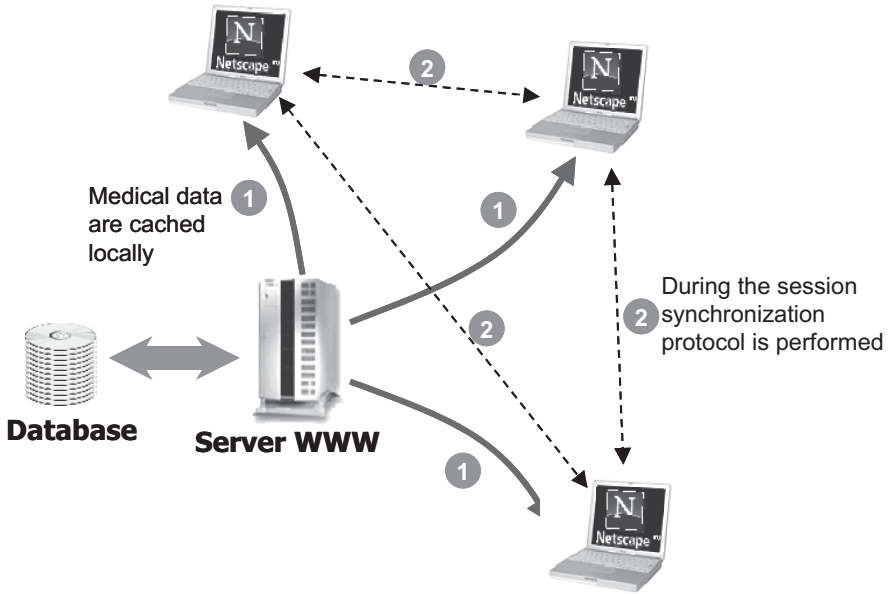 N
Netscape
2
N
Netscape
1
Medical data
are cached
locally
1
During the session
2
synchronization
protocol is performed
2
Database
Server WWW
1
N
Netscape